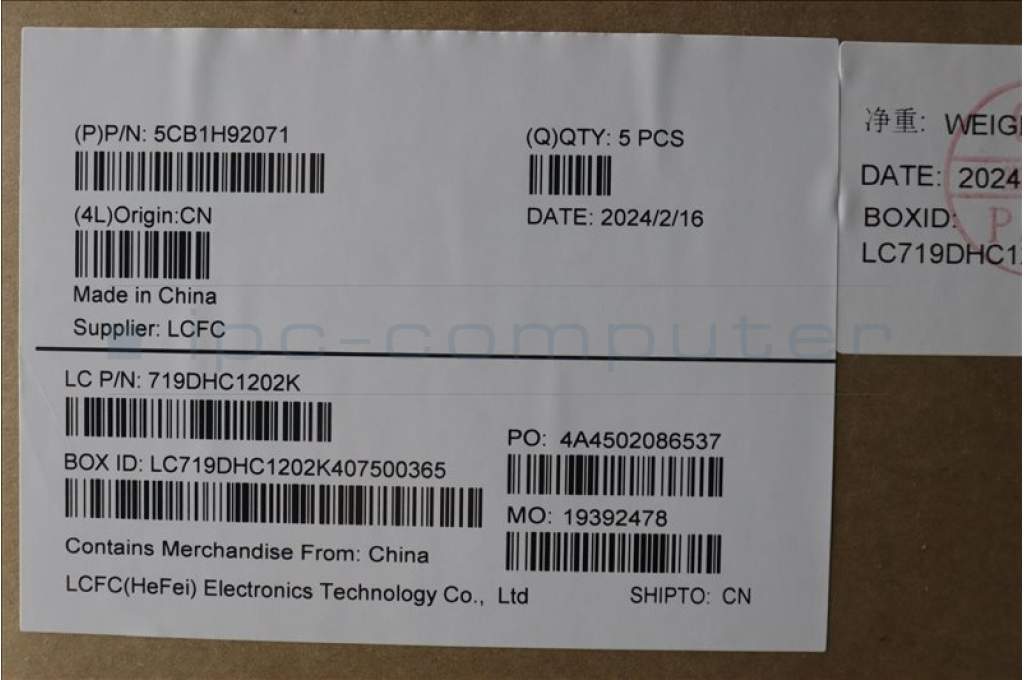 (P)P/N: 5CB1H92071
(Q)QTY: 5 PCS
(4L)Origin:CN
DATE: 2024/2/16
Made in China
Supplier: LCFC
ipc-computer
LC P/N: 719DHC1202K
PO: 4A4502086537
BOX ID: LC719DHC1202K407500365
MO: 19392478
Contains Merchandise From: China
LCFC(HeFei) Electronics Technology Co., Ltd
SHIPTO: CN
净重: WEIG
DATE: 2024
BOXID:
LC719DHC1
P